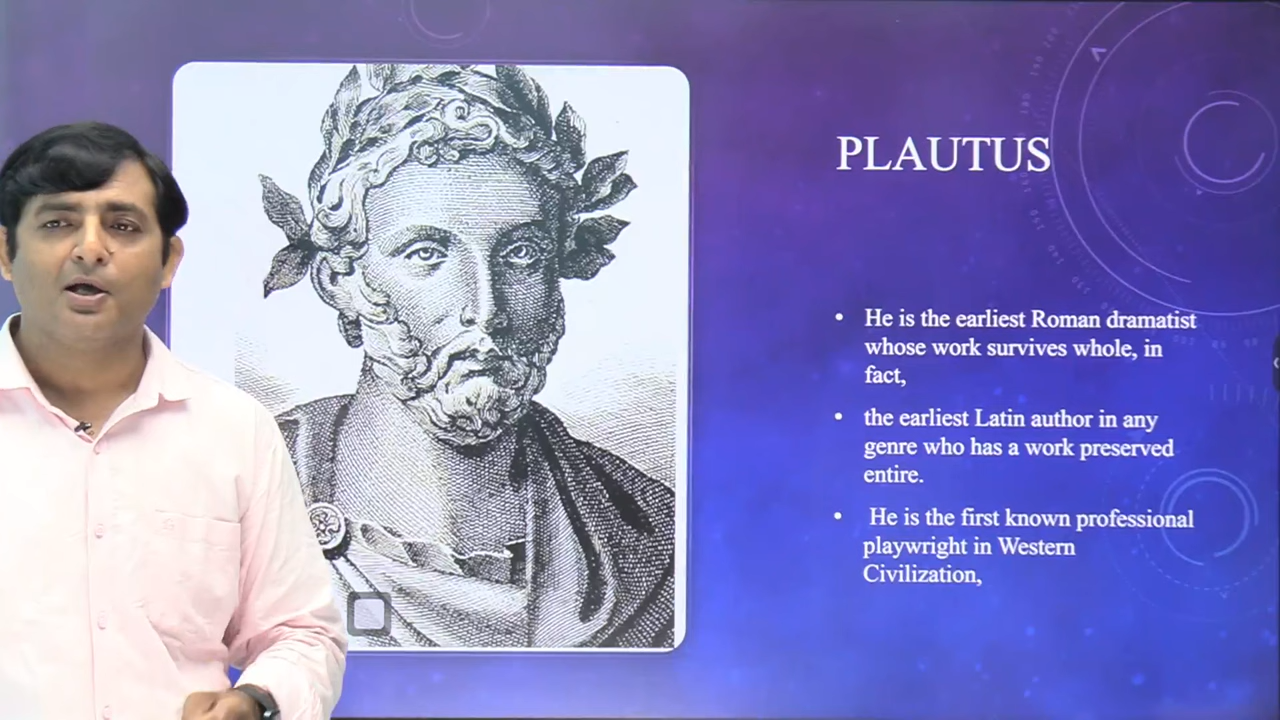 PLAUTUS
• He is the earliest Roman dramatist
whose work survives whole, in
fact,
• the earliest Latin author in any
genre who has a work preserved
entire.
• He is the first known professional
playwright in Western
Civilization,